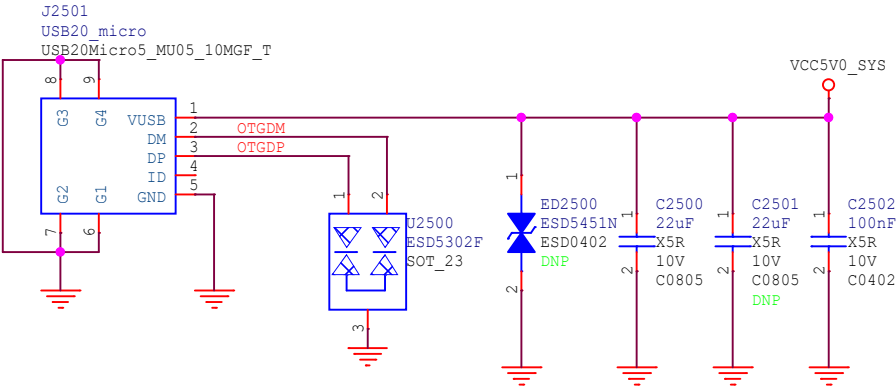 J2501
USB20_micro
USB20Micro5_MU05_10MGF_T
VCC5V0_SYS
8
9
G3
G4
VUSB
1
DM
2
OTGDM
DP
3
OTGDP
ID
4
GND
5
G2
G1
7
6
1
2
U2500
ESD5302F
SOT_23
3
1
ED2500
ESD5451N
ESD0402
DNP
2
1
C2500
22uF
X5R
10V
C0805
2
1
C2501
22uF
X5R
10V
C0805
DNP
2
1
C2502
100nF
X5R
10V
C0402
2